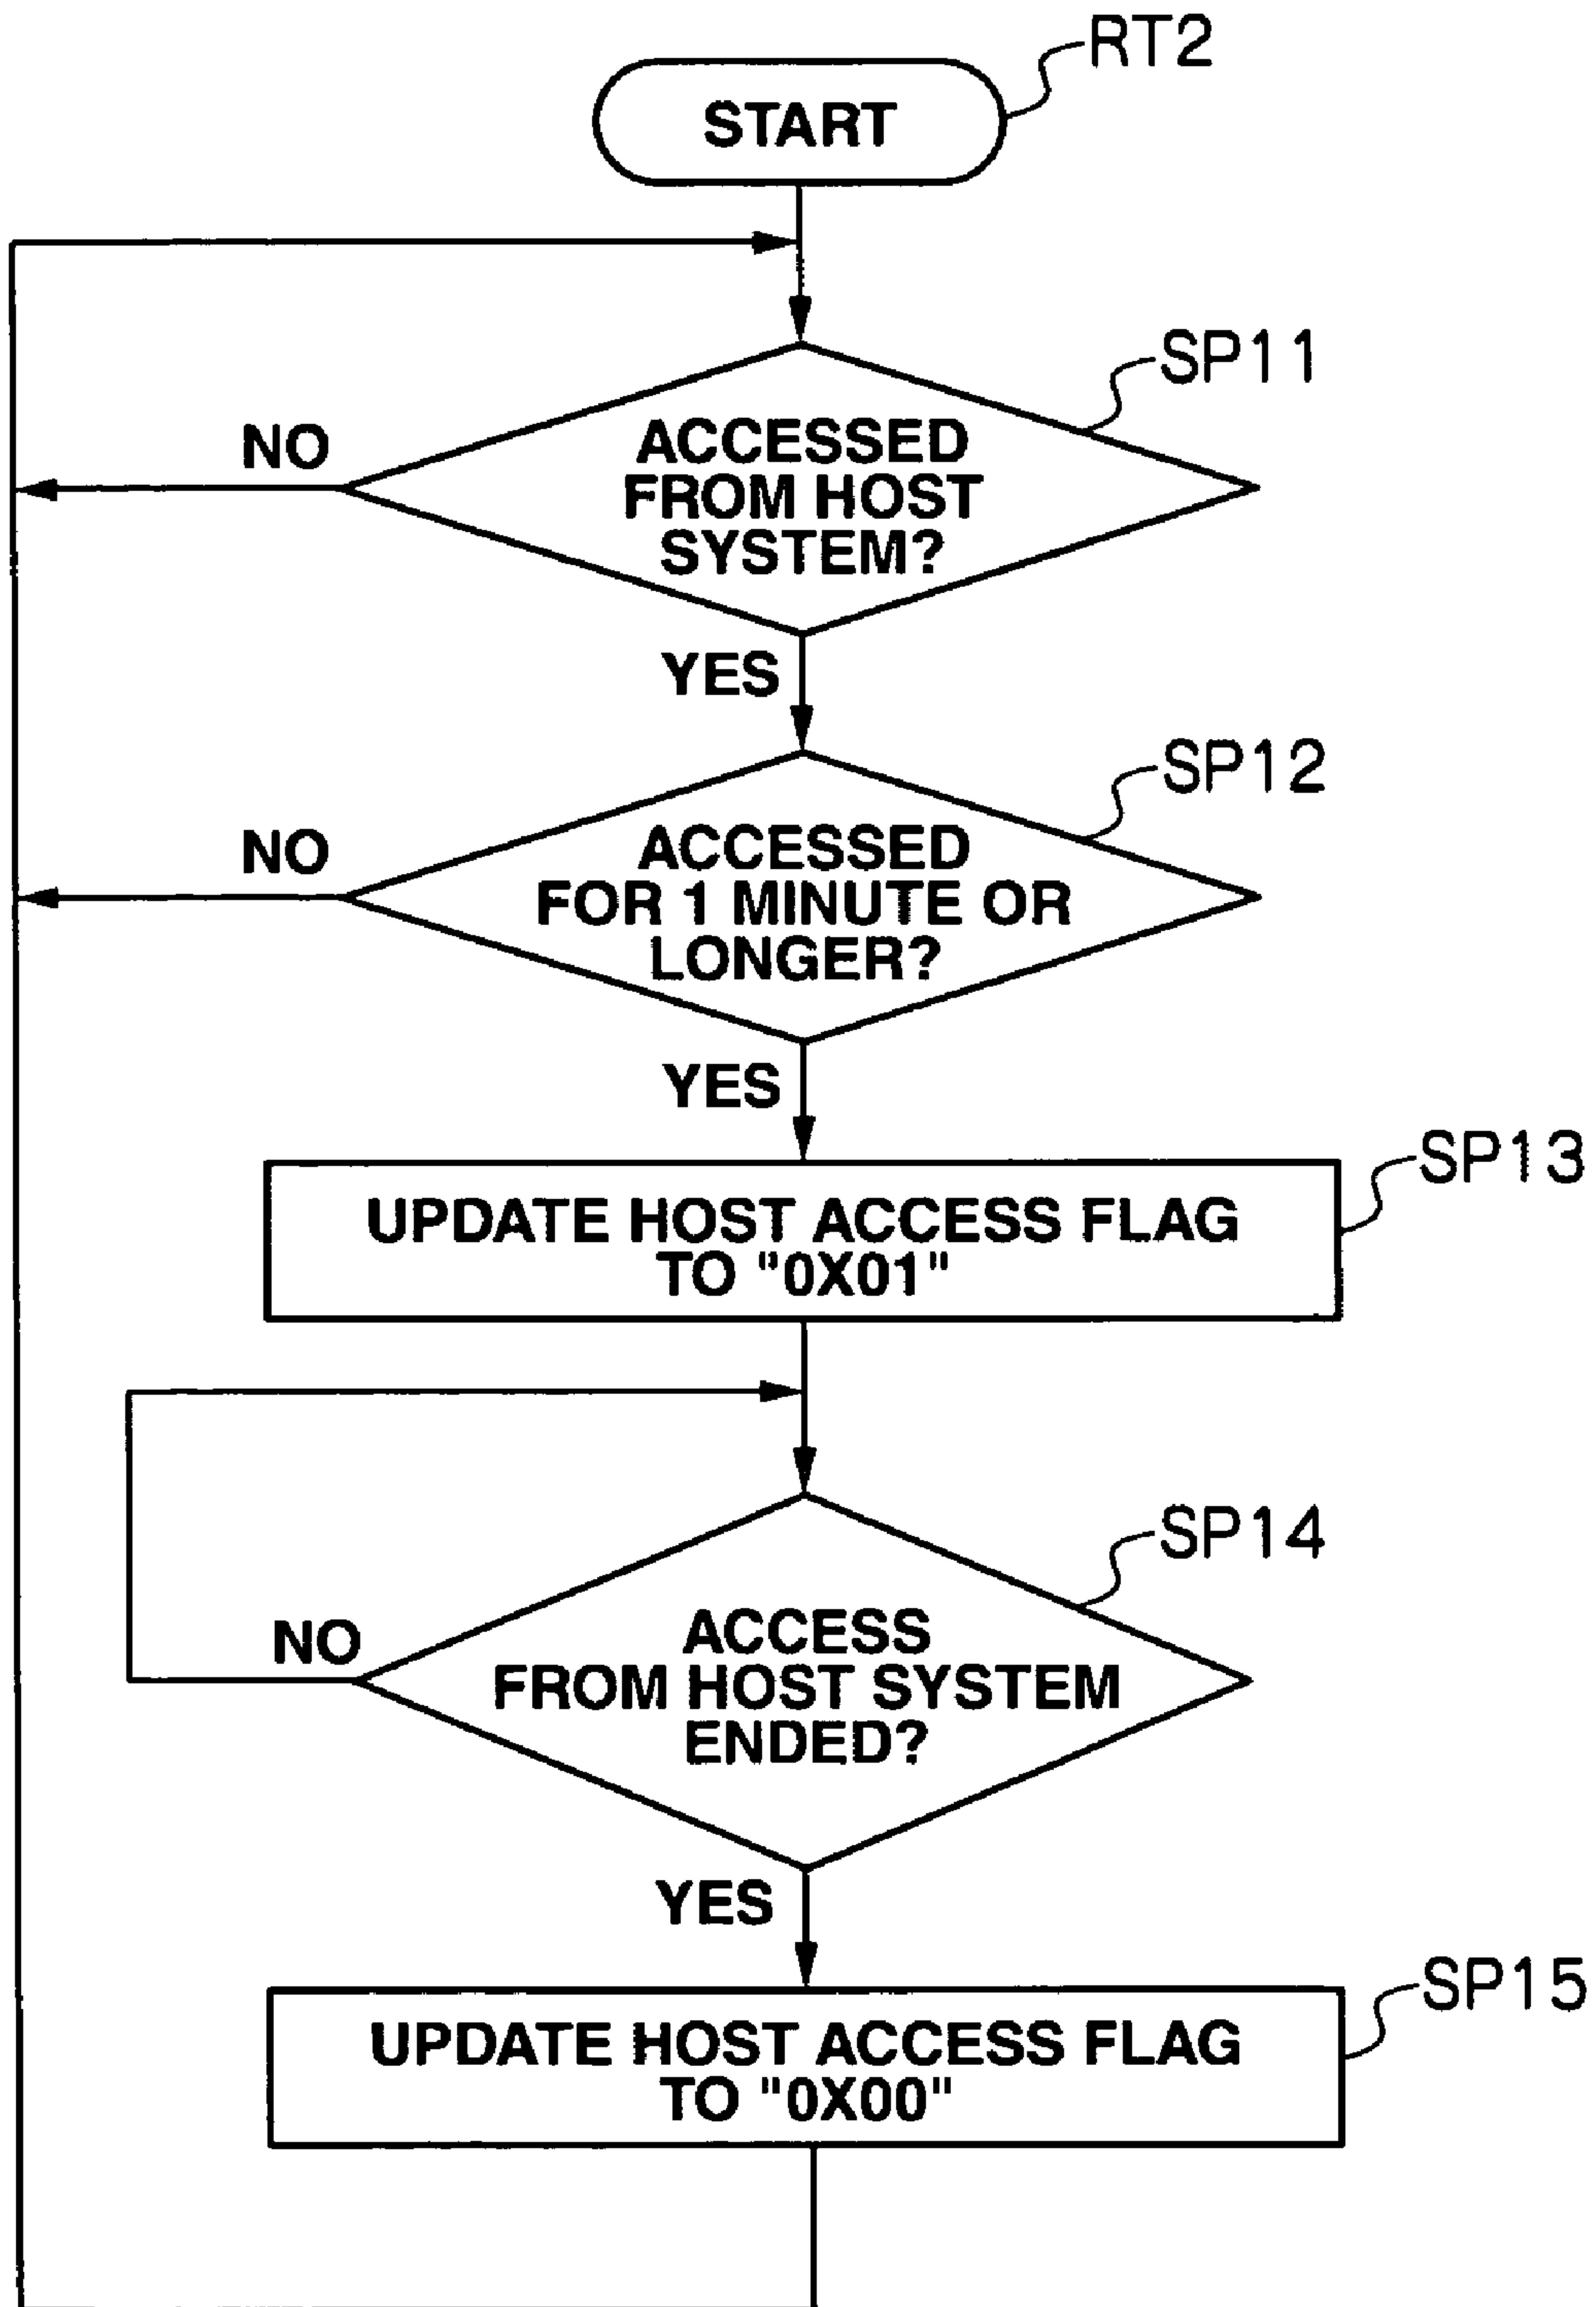 RT2
START
SP11
ACCESSED
FROM HOST
SYSTEM?
NO
YES
SP12
ACCESSED
FOR 1 MINUTE OR
LONGER?
NO
YES
SP13
UPDATE HOST ACCESS FLAG
TO "0X01"
SP14
ACCESS
FROM HOST SYSTEM
ENDED?
NO
YES
SP15
UPDATE HOST ACCESS FLAG
TO "0X00"